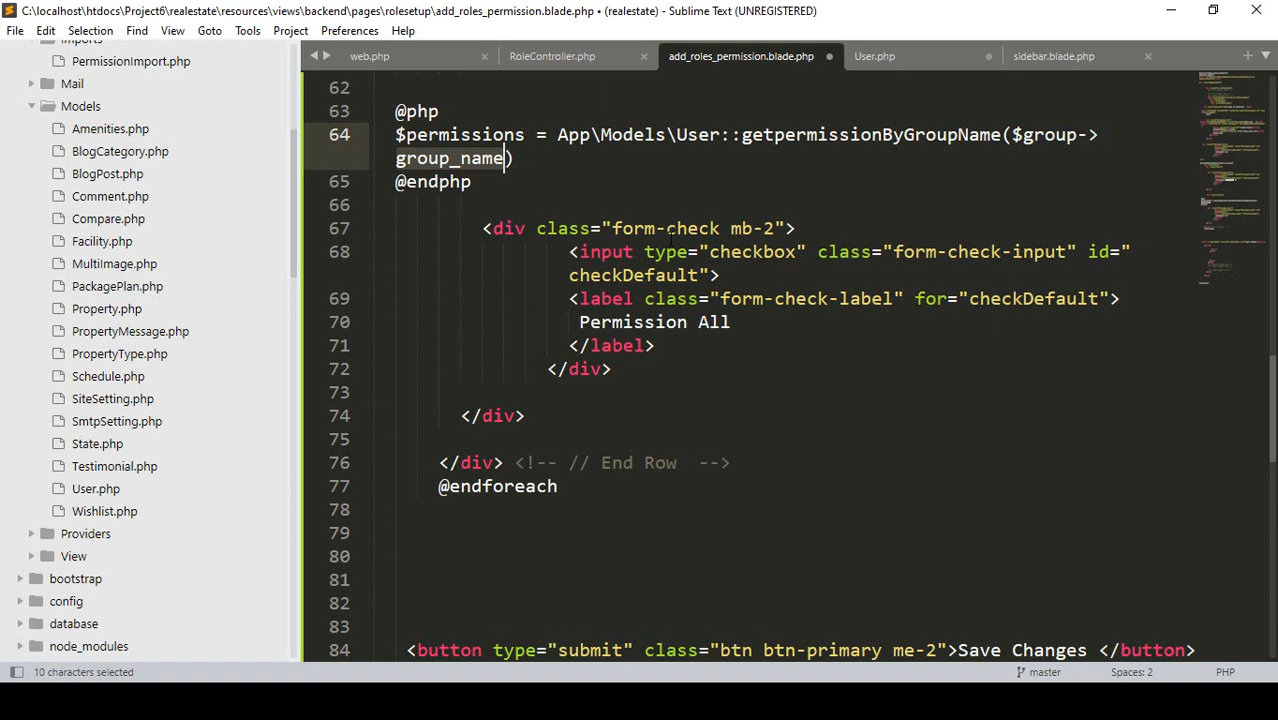 C:\localhost\htdocs\Project6\realestate\resources\views\backend\pages\rolesetup\add_roles_permission.blade.php • (realestate) - Sublime Text (UNREGISTERED)
File Edit Selection Find View Goto Tools Project Preferences Help
Imports
PermissionImport.php
Mail
Models
Amenities.php
BlogCategory.php
BlogPost.php
Comment.php
Compare.php
Facility.php
MultiImage.php
PackagePlan.php
Property.php
PropertyMessage.php
PropertyType.php
Schedule.php
SiteSetting.php
SmtpSetting.php
State.php
Testimonial.php
User.php
Wishlist.php
Providers
View
bootstrap
config
database
node_modules
web.php RoleController.php add_roles_permission.blade.php User.php sidebar.blade.php
62
63 @php
64 $permissions = App\Models\User::getpermissionByGroupName($group->
group_name)
65 @endphp
66
67 <div class="form-check mb-2">
68 <input type="checkbox" class="form-check-input" id="
checkDefault">
69 <label class="form-check-label" for="checkDefault">
70 Permission All
71 </label>
72 </div>
73
74 </div>
75
76 </div> <!-- // End Row -->
77 @endforeach
78
79
80
81
82
83
84 <button type="submit" class="btn btn-primary me-2">Save Changes </button>
10 characters selected master Spaces: 2 PHP